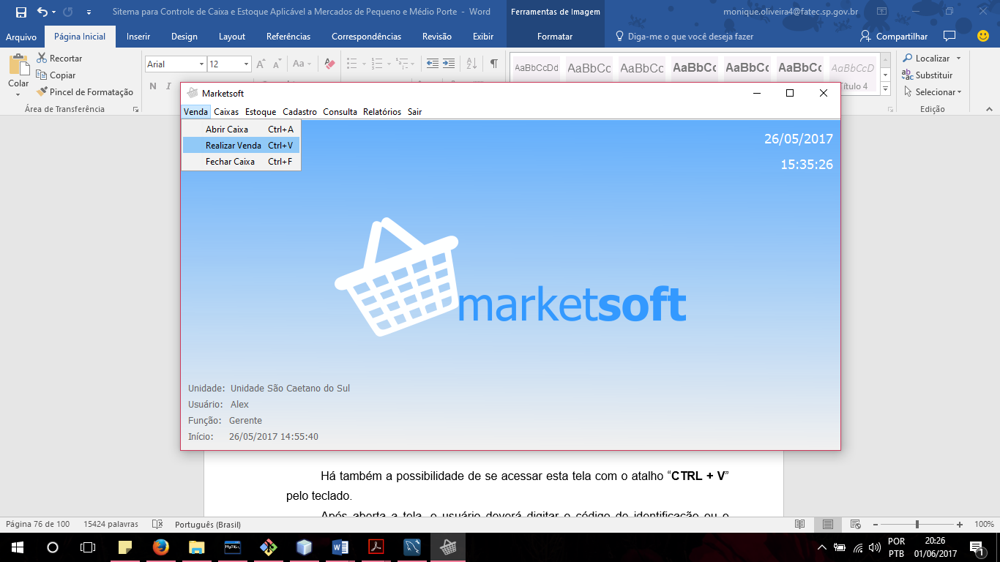 Sitema para Controle de Caixa e Estoque Aplicável a Mercados de Pequeno e Médio Porte - Word
Ferramentas de Imagem
monique.oliveira4@fatec.sp.gov.br
Arquivo Página Inicial Inserir Design Layout Referências Correspondências Revisão Exibir Formatar Diga-me o que você deseja fazer Compartilhar
Colar
Recortar
Copiar
Pincel de Formatação
Área de Transferência
Arial 12
Aa
N I
AaBbCcDd AaBbCc AaBbCc AaBbCc AaBbCc AaBbCc AaBbCcD
Título 4
Localizar
Substituir
Selecionar
Edição
Marketsoft
Venda Caixas Estoque Cadastro Consulta Relatórios Sair
Abrir Caixa Ctrl+A
Realizar Venda Ctrl+V
Fechar Caixa Ctrl+F
26/05/2017
15:35:26
marketsoft
Unidade: Unidade São Caetano do Sul
Usuário: Alex
Função: Gerente
Início: 26/05/2017 14:55:40
Há também a possibilidade de se acessar esta tela com o atalho “CTRL + V”
pelo teclado.
Após aberta a tela, o usuário deverá digitar o código de identificação ou o
Página 76 de 100 15424 palavras Português (Brasil) 100%
POR
PTB
20:26
01/06/2017
1